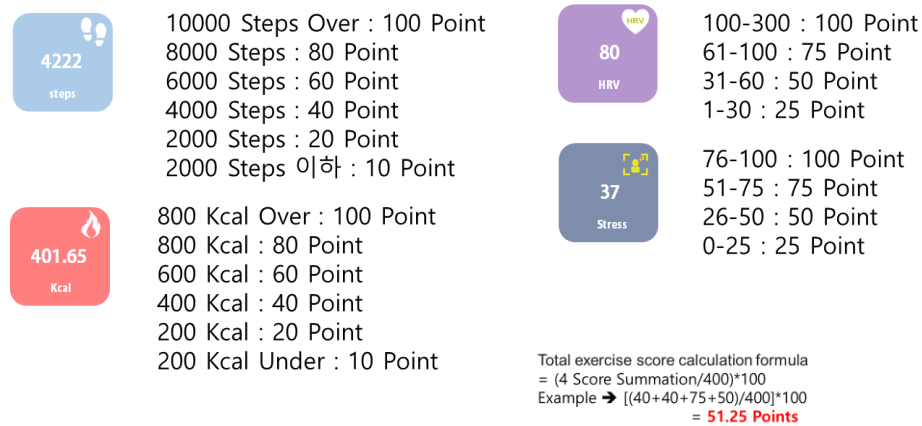 4222
steps
10000 Steps Over : 100 Point
8000 Steps : 80 Point
6000 Steps : 60 Point
4000 Steps : 40 Point
2000 Steps : 20 Point
2000 Steps 이하 : 10 Point
401.65
Kcal
800 Kcal Over : 100 Point
800 Kcal : 80 Point
600 Kcal : 60 Point
400 Kcal : 40 Point
200 Kcal : 20 Point
200 Kcal Under : 10 Point
HRV
80
HRV
100-300 : 100 Point
61-100 : 75 Point
31-60 : 50 Point
1-30 : 25 Point
37
Stress
76-100 : 100 Point
51-75 : 75 Point
26-50 : 50 Point
0-25 : 25 Point
Total exercise score calculation formula
= (4 Score Summation/400)*100
Example ➔ [(40+40+75+50)/400]*100
= 51.25 Points